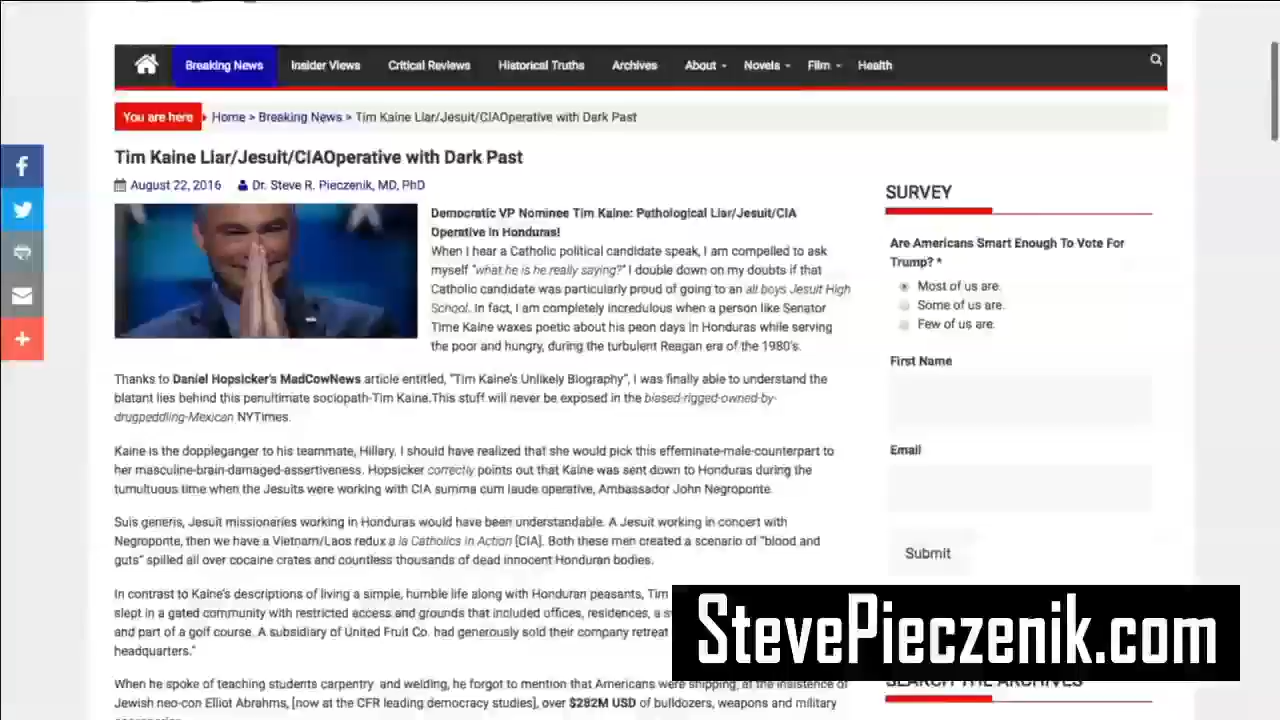 Breaking News Insider Views Critical Reviews Historical Truths Archives About Novels Film Health
You are here Home > Breaking News > Tim Kaine Liar/Jesuit/CIAOperative with Dark Past
Tim Kaine Liar/Jesuit/CIAOperative with Dark Past
August 22, 2016 Dr. Steve R. Pieczenik, MD, PhD
Democratic VP Nominee Tim Kaine: Pathological Liar/Jesuit/CIA
Operative in Honduras!
When I hear a Catholic political candidate speak, I am compelled to ask
myself "what he is he really saying?" I double down on my doubts if that
Catholic candidate was particularly proud of going to an all boys Jesuit High
School. In fact, I am completely incredulous when a person like Senator
Time Kaine waxes poetic about his peon days in Honduras while serving
the poor and hungry, during the turbulent Reagan era of the 1980's.
Thanks to Daniel Hopsicker's MadCowNews article entitled, "Tim Kaine's Unlikely Biography", I was finally able to understand the
blatant lies behind this penultimate sociopath-Tim Kaine.This stuff will never be exposed in the biased-rigged-owned-by-
drugpeddling-Mexican NYTimes.
Kaine is the doppleganger to his teammate, Hillary. I should have realized that she would pick this effeminate-male-counterpart to
her masculine-brain-damaged-assertiveness. Hopsicker correctly points out that Kaine was sent down to Honduras during the
tumultuous time when the Jesuits were working with CIA summa cum laude operative, Ambassador John Negroponte.
Suis generis, Jesuit missionaries working in Honduras would have been understandable. A Jesuit working in concert with
Negroponte, then we have a Vietnam/Laos redux a la Catholics in Action [CIA]. Both these men created a scenario of "blood and
guts" spilled all over cocaine crates and countless thousands of dead innocent Honduran bodies.
In contrast to Kaine's descriptions of living a simple, humble life along with Honduran peasants, Tim
slept in a gated community with restricted access and grounds that included offices, residences, a
and part of a golf course. A subsidiary of United Fruit Co. had generously sold their company retreat
headquarters."
When he spoke of teaching students carpentry and welding, he forgot to mention that Americans were shipping, at the insistence of
Jewish neo-con Elliot Abrahms, [now at the CFR leading democracy studies], over $282M USD of bulldozers, weapons and military
SURVEY
Are Americans Smart Enough To Vote For
Trump? *
Most of us are.
Some of us are.
Few of us are.
First Name
Email
Submit
StevePieczenik.com
SEARCH THE ARCHIVES